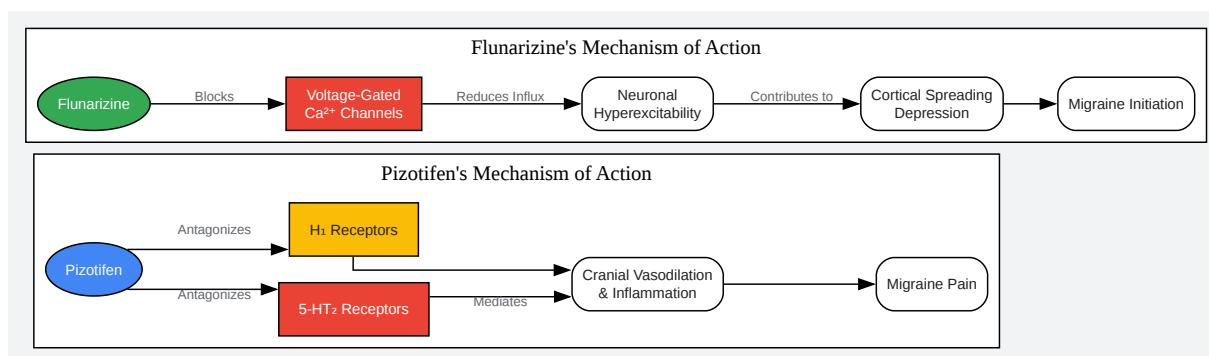 Flunarizine's Mechanism of Action
Flunarizine
Blocks
Voltage-Gated
Ca²⁺ Channels
Reduces Influx
Neuronal
Hyperexcitability
Contributes to
Cortical Spreading
Depression
Migraine Initiation
Pizotifen's Mechanism of Action
Pizotifen
Antagonizes
H₁ Receptors
Antagonizes
5-HT₂ Receptors
Mediates
Cranial Vasodilation
& Inflammation
Migraine Pain